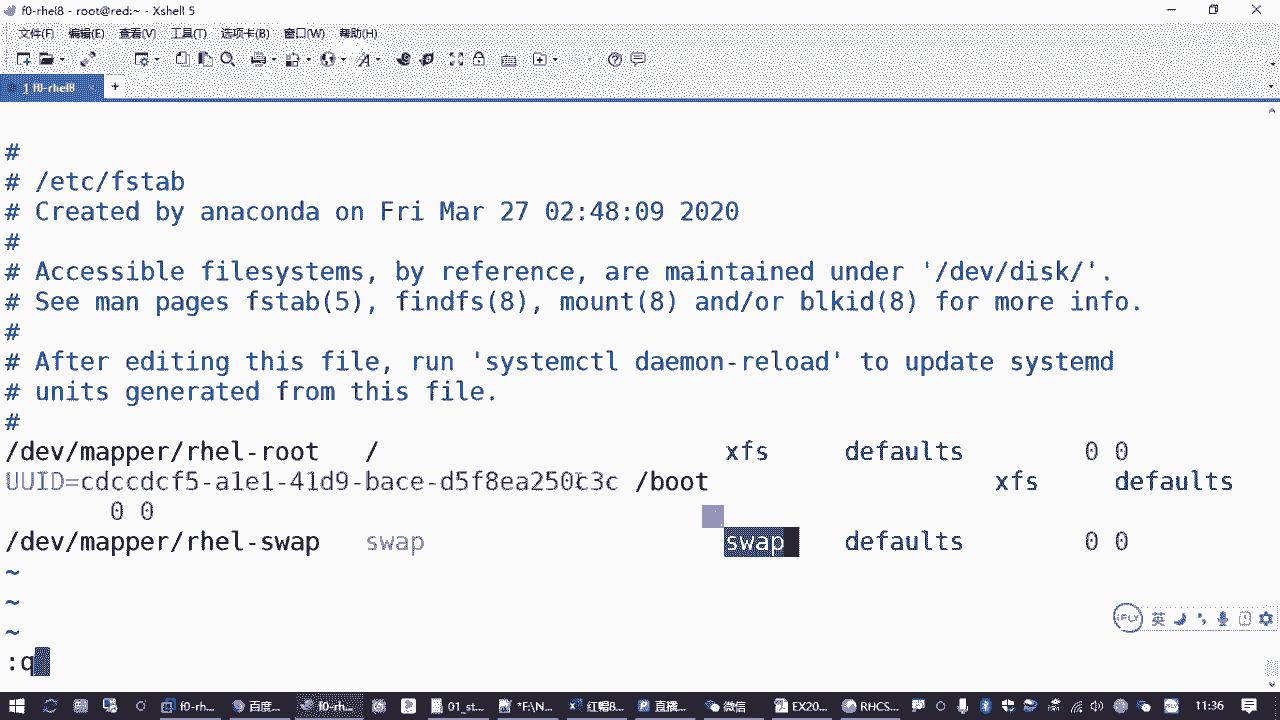 f0-rhel8 - root@red:~ - Xshell 5
文件(F) 编辑(E) 查看(V) 工具(T) 选项卡(B) 窗口(W) 帮助(H)
1 f0-rhel8
#
# /etc/fstab
# Created by anaconda on Fri Mar 27 02:48:09 2020
#
# Accessible filesystems, by reference, are maintained under '/dev/disk/'.
# See man pages fstab(5), findfs(8), mount(8) and/or blkid(8) for more info.
#
# After editing this file, run 'systemctl daemon-reload' to update systemd
# units generated from this file.
#
/dev/mapper/rhel-root / xfs defaults 0 0
UUID=cdccdcf5-a1e1-41d9-bace-d5f8ea250c3c /boot xfs defaults
0 0
/dev/mapper/rhel-swap swap swap defaults 0 0
~
~
~
:q
iFLY 英
f0-rh... 百度... f0-rh... 01_st... *F:\N... 红帽8... 直播... 微信 EX20... RHCS... 11:36